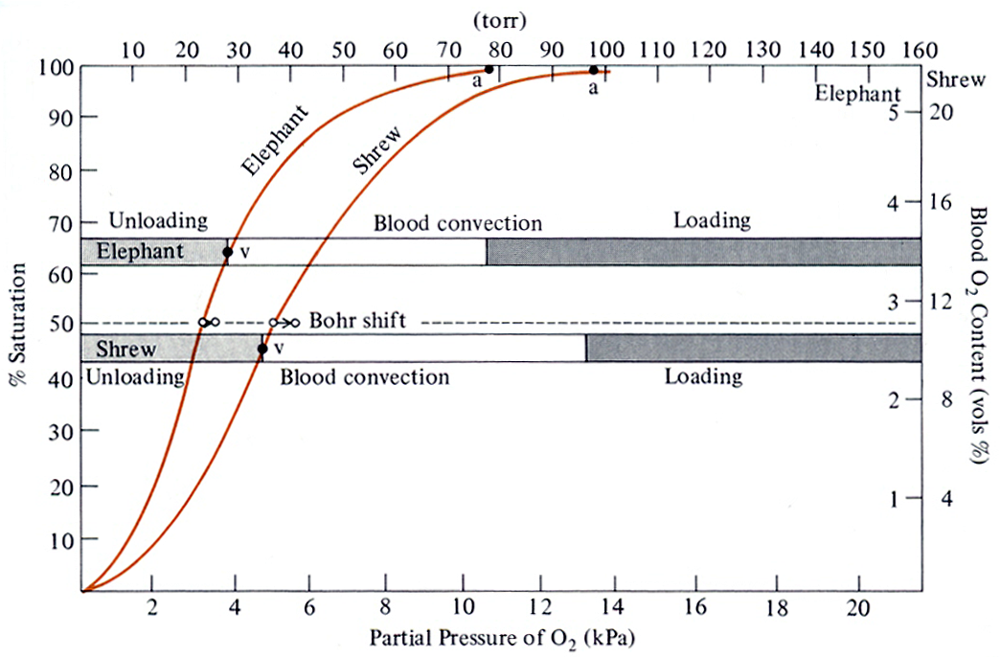 (torr)
10 20 30 40 50 60 70 80 90 100 110 120 130 140 150 160
100
Shrew
a
a
Elephant
5
20
90
Elephant
Shrew
80
4
16
70
Unloading
Blood convection
Loading
Elephant
v
60
3
12
50
Bohr shift
Shrew
v
40
Unloading
Blood convection
Loading
2
8
30
20
1
4
10
2 4 6 8 10 12 14 16 18 20
Partial Pressure of O₂ (kPa)
% Saturation
Blood O₂ Content (vols %)